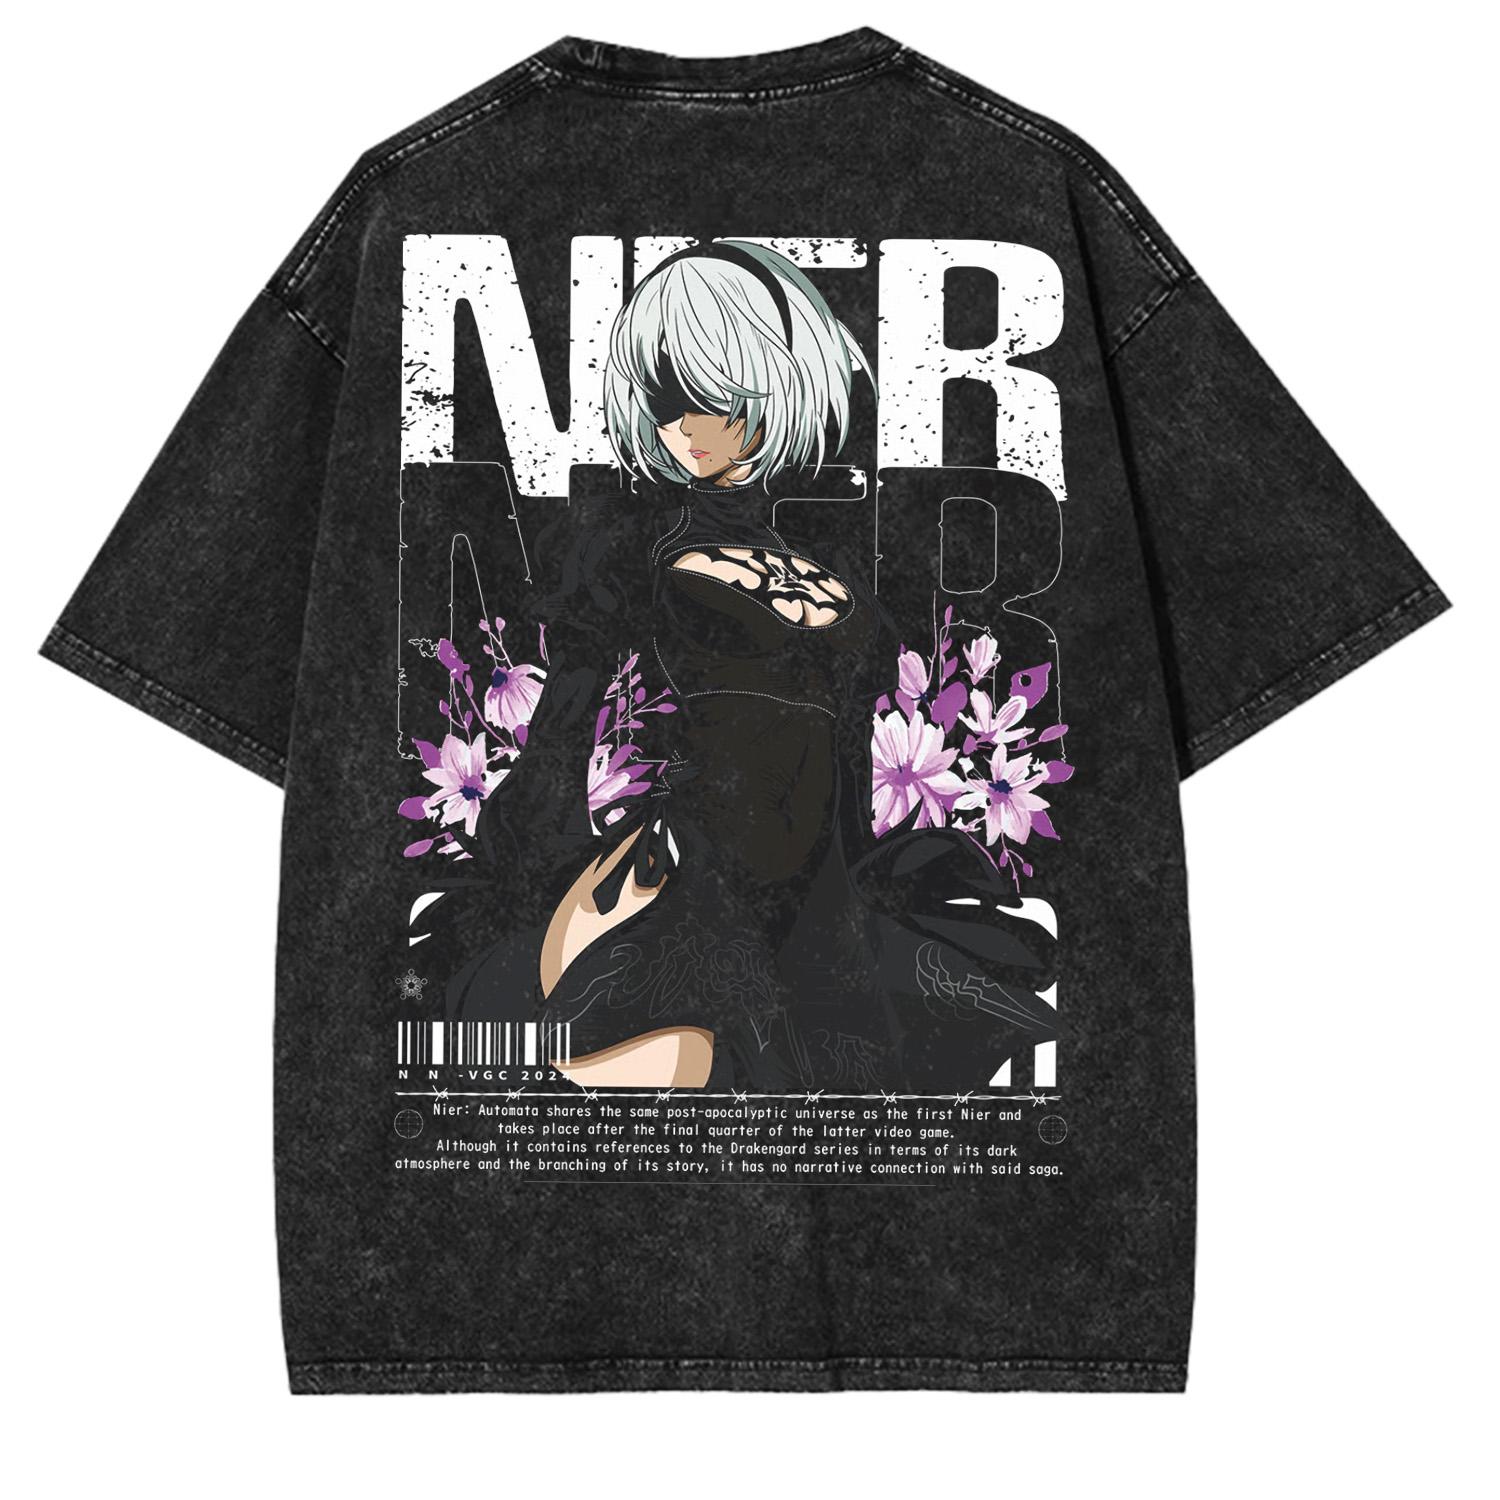 NIER
NIER
N N -VGC 2024
Nier: Automata shares the same post-apocalyptic universe as the first Nier and
takes place after the final quarter of the latter video game.
Although it contains references to the Drakengard series in terms of its dark
atmosphere and the branching of its story, it has no narrative connection with said saga.